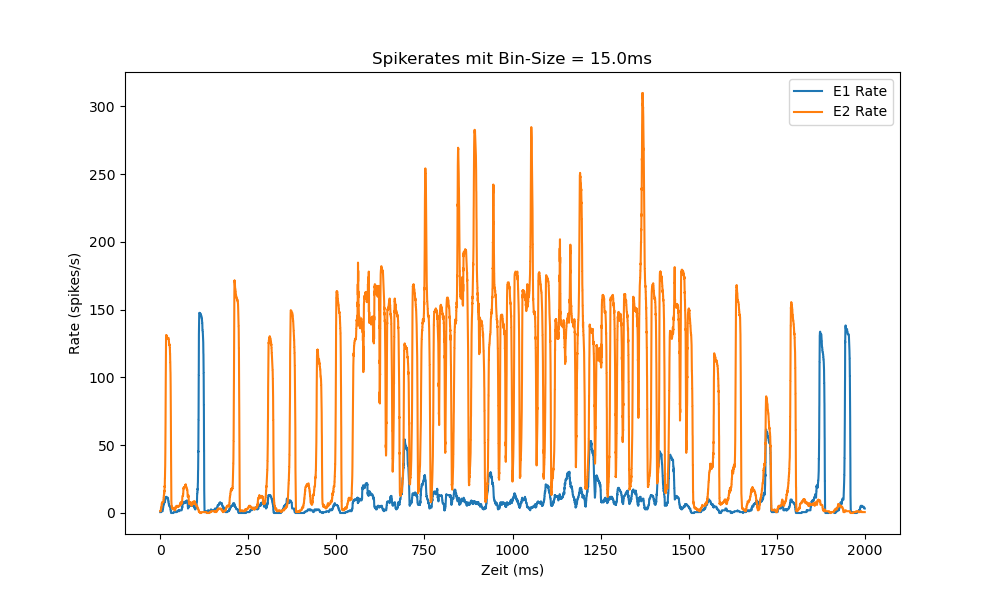 Spikerates mit Bin-Size = 15.0ms
E1 Rate
E2 Rate
Rate (spikes/s)
300
250
200
150
100
50
0
0 250 500 750 1000 1250 1500 1750 2000
Zeit (ms)